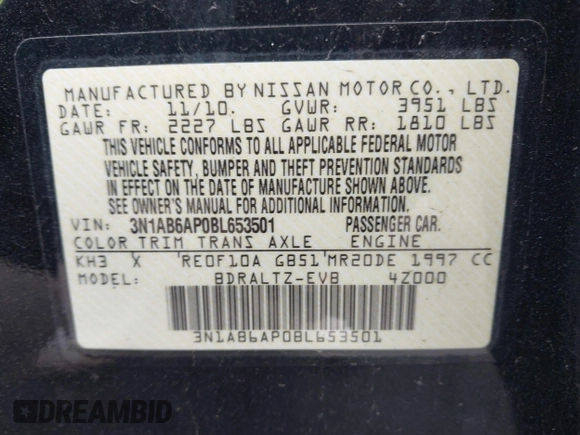 MANUFACTURED BY NISSAN MOTOR CO., LTD.
DATE: 11/10. GVWR: 3951 LBS
GAWR FR: 2227 LBS GAWR RR: 1810 LBS
THIS VEHICLE CONFORMS TO ALL APPLICABLE FEDERAL MOTOR
VEHICLE SAFETY, BUMPER AND THEFT PREVENTION STANDARDS
IN EFFECT ON THE DATE OF MANUFACTURE SHOWN ABOVE.
SEE OWNER'S MANUAL FOR ADDITIONAL INFORMATION.
VIN: 3N1AB6AP0BL653501 PASSENGER CAR.
COLOR TRIM TRANS AXLE ENGINE
KH3 X 'RE0F10A GB51'MR20DE 1997 CC
MODEL: BDRALTZ-EVB 4Z000
3N1AB6AP0BL653501
DREAMBID